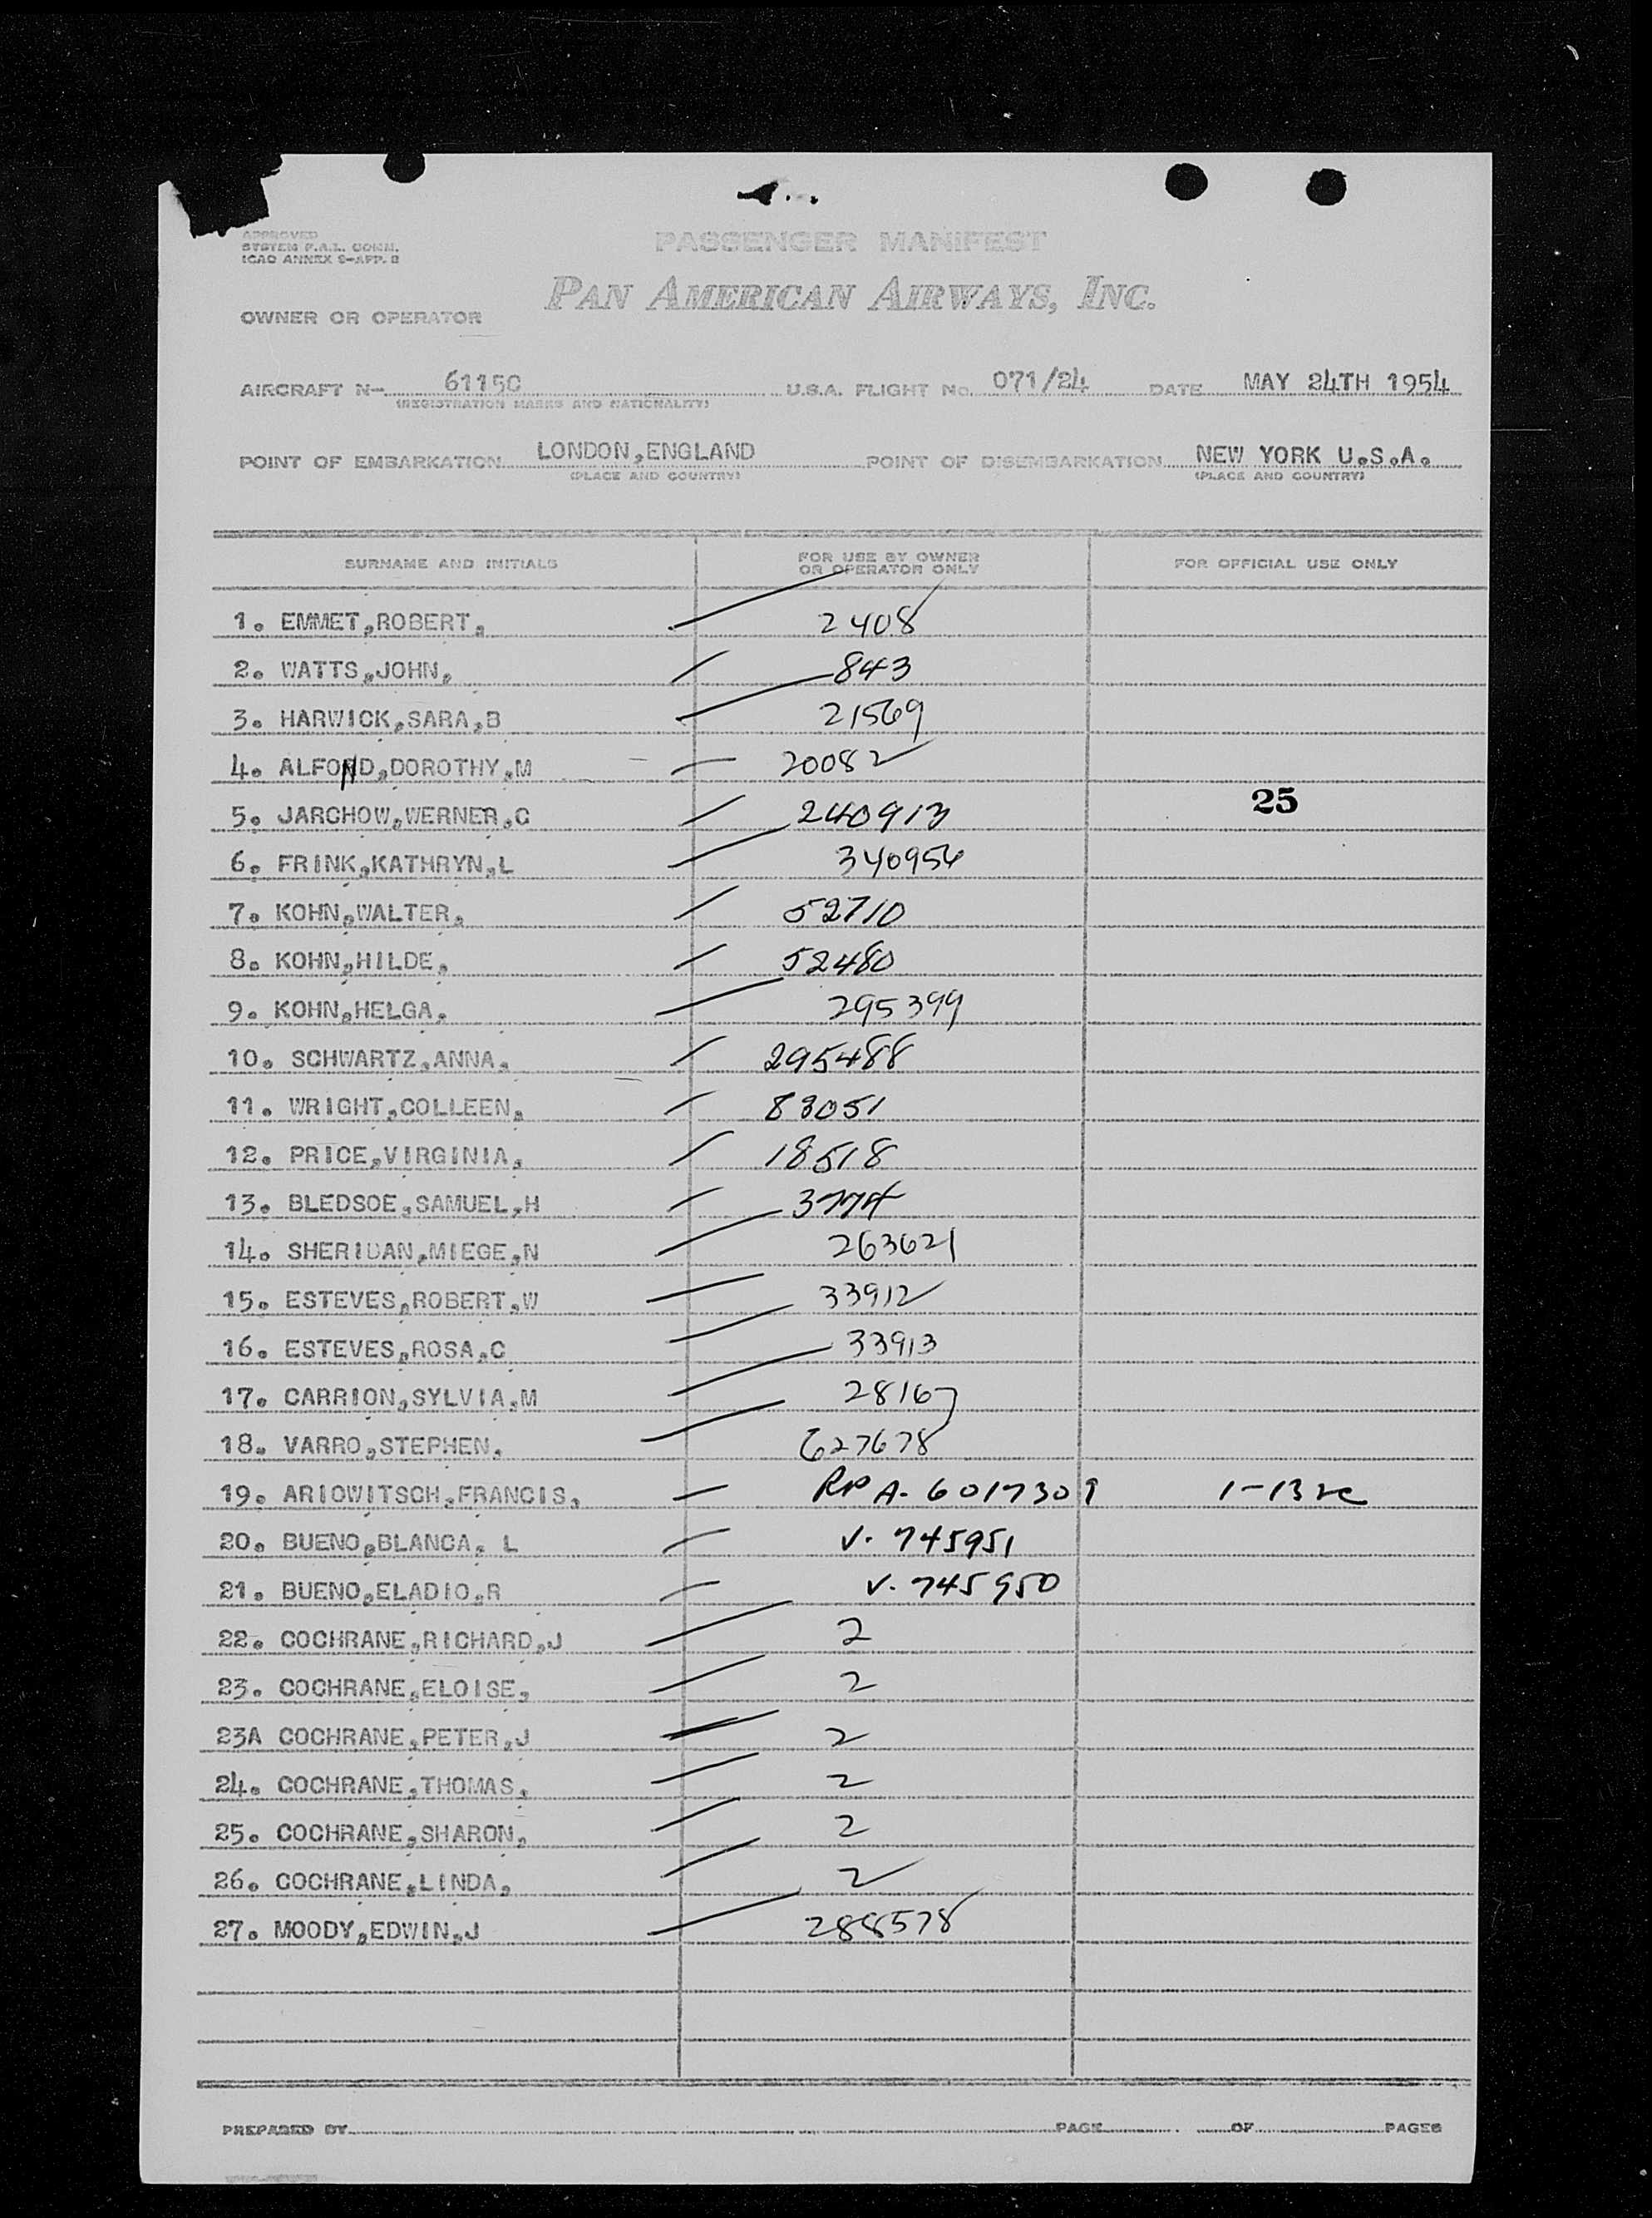 APPROVED
SYSTEM F.A.L. COMM.
ICAO ANNEX 9-APP. B
PASSENGER MANIFEST
PAN AMERICAN AIRWAYS, INC.
OWNER OR OPERATOR
AIRCRAFT N- 6115C U.S.A. FLIGHT No. 071/24 DATE MAY 24TH 1954
(REGISTRATION MARKS AND NATIONALITY)
POINT OF EMBARKATION LONDON,ENGLAND POINT OF DISEMBARKATION NEW YORK U.S.A.
(PLACE AND COUNTRY) (PLACE AND COUNTRY)
SURNAME AND INITIALS FOR USE BY OWNER OR OPERATOR ONLY FOR OFFICIAL USE ONLY
1. EMMET,ROBERT. 2408
2. WATTS,JOHN, 843
3. HARWICK,SARA,B 21569
4. ALFOND,DOROTHY,M 20082
25
5. JARCHOW,WERNER,C 240913
6. FRINK,KATHRYN,L 340956
7. KOHN,WALTER, 52710
8. KOHN,HILDE, 52480
9. KOHN,HELGA, 295399
10. SCHWARTZ,ANNA, 295488
11. WRIGHT,COLLEEN, 83051
12. PRICE,VIRGINIA, 18518
13. BLEDSOE,SAMUEL,H 3774
14. SHERIDAN,MIEGE,N 263621
15. ESTEVES,ROBERT,W 33912
16. ESTEVES,ROSA,C 33913
17. CARRION,SYLVIA,M 28167
18. VARRO,STEPHEN, 627678
19. ARIOWITSCH,FRANCIS, RP A- 6017309 1-13
20. BUENO,BLANCA, L V- 745951
21. BUENO,ELADIO,R V- 745950
22. COCHRANE,RICHARD,J 2
23. COCHRANE,ELOISE, 2
23A COCHRANE,PETER,J 2
24. COCHRANE,THOMAS, 2
25. COCHRANE,SHARON, 2
26. COCHRANE,LINDA, 2
27. MOODY,EDWIN,J 288578
PREPARED BY PAGE OF PAGES